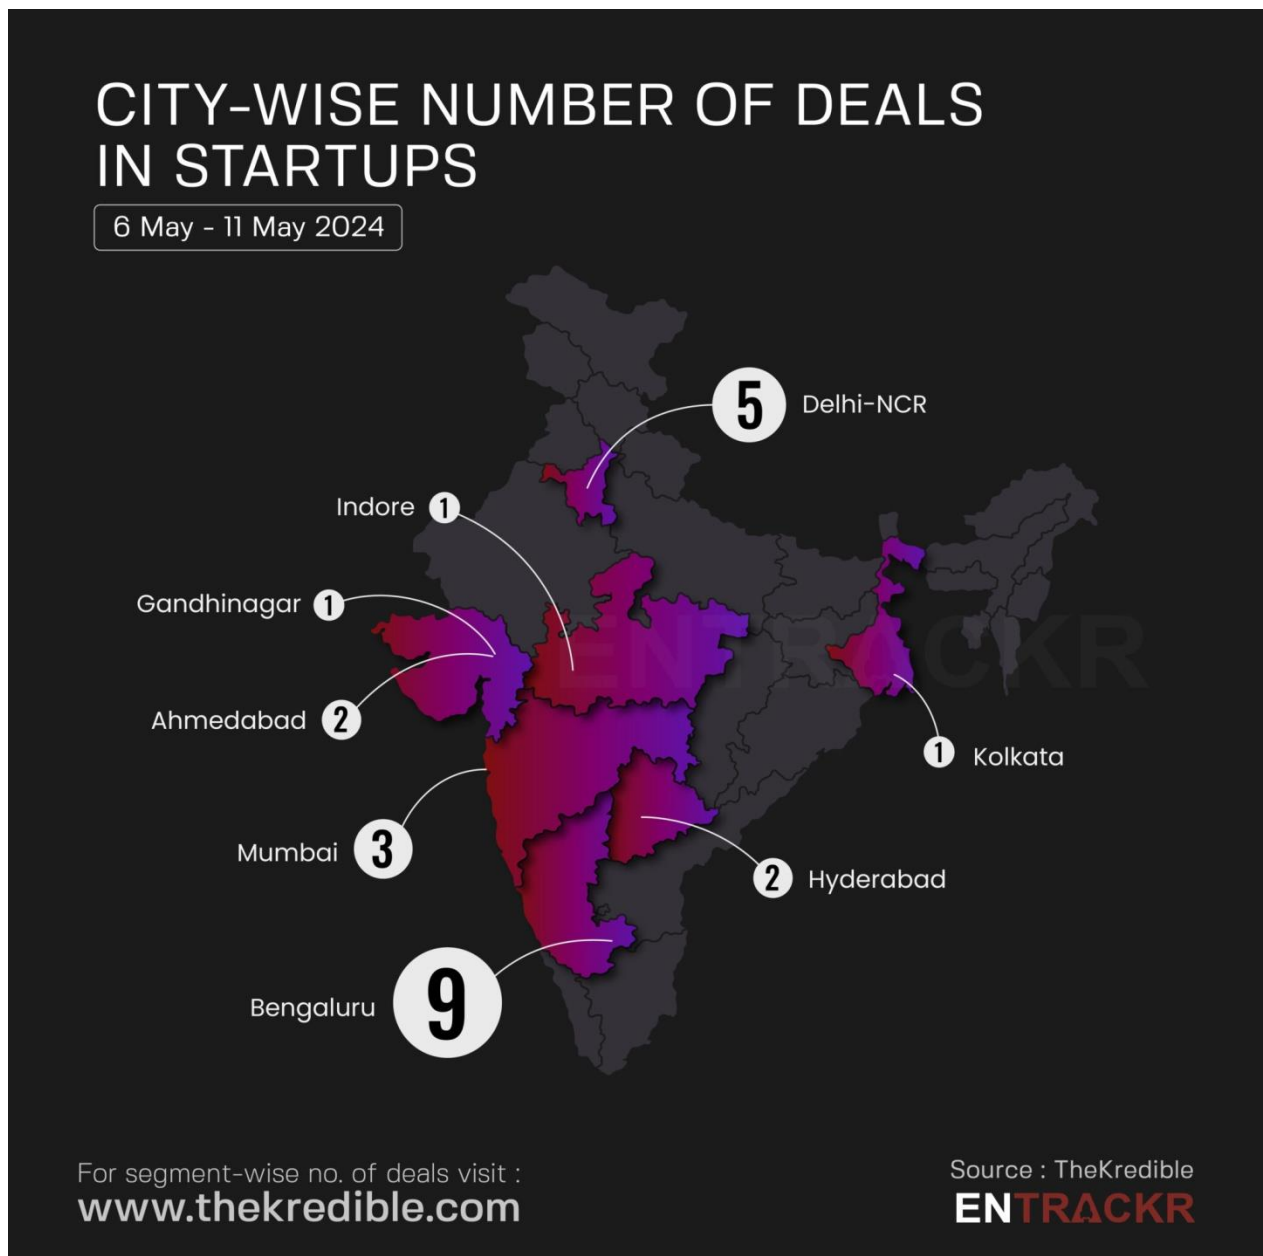 CITY-WISE NUMBER OF DEALS
IN STARTUPS
6 May - 11 May 2024
5 Delhi-NCR
Indore 1
Gandhinagar 1
Ahmedabad 2
1 Kolkata
Mumbai 3
2 Hyderabad
Bengaluru 9
ENTRACKR
For segment-wise no. of deals visit :
www.thekredible.com
Source : TheKredible
ENTRACKR